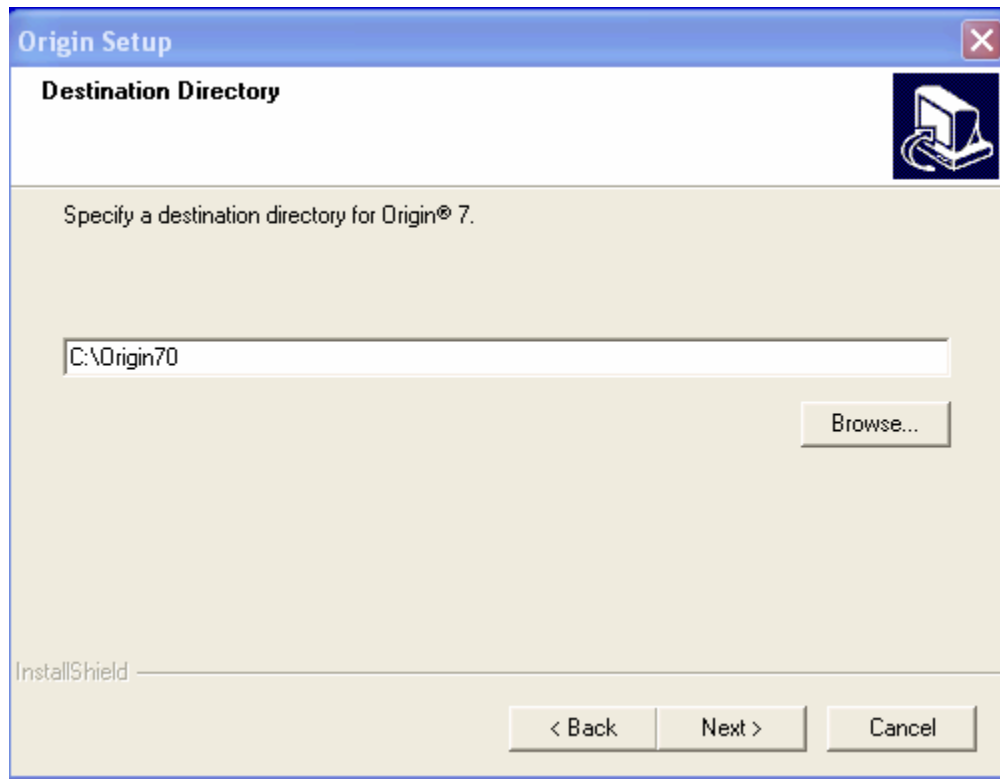 Origin Setup
Destination Directory
Specify a destination directory for Origin® 7.
C:\Origin70
Browse...
InstallShield
< Back Next > Cancel